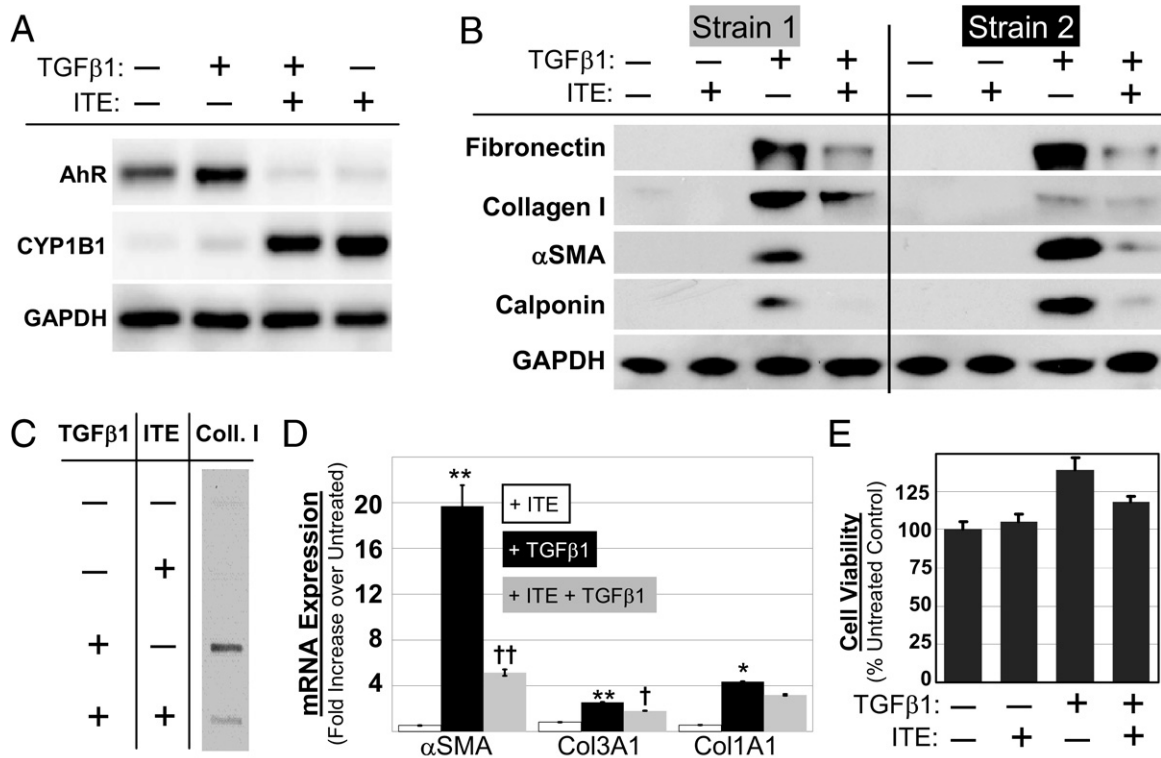 A
TGFβ1: – + + –
ITE: – – + +
AhR
CYP1B1
GAPDH
B
Strain 1 Strain 2
TGFβ1: – – + + – – + +
ITE: – + – + – + – +
Fibronectin
Collagen I
αSMA
Calponin
GAPDH
C
TGFβ1 ITE Coll. I
– –
– +
+ –
+ +
D
mRNA Expression
(Fold Increase over Untreated)
20
16
12
8
4
+ ITE
+ TGFβ1
+ ITE + TGFβ1
** ††
** †
*
αSMA Col3A1 Col1A1
E
Cell Viability
(% Untreated Control)
125
100
75
50
25
0
TGFβ1: – – + +
ITE: – + – +